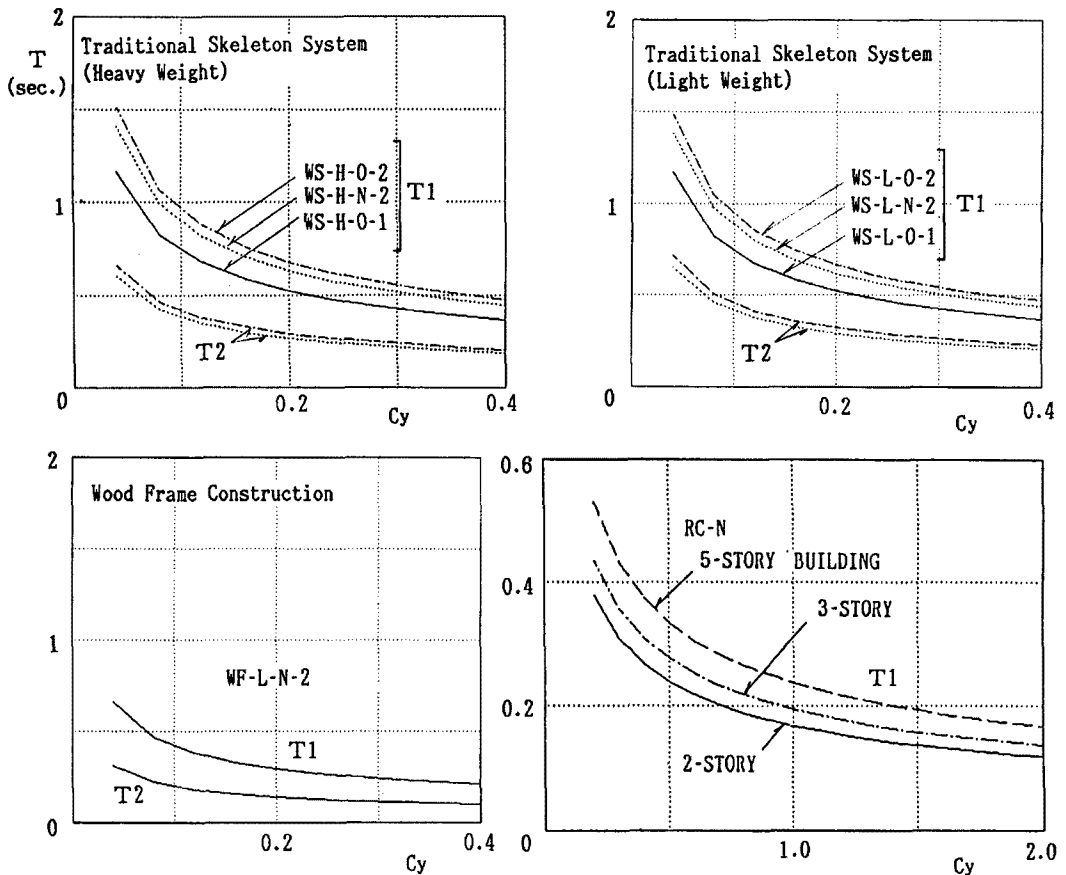 2
T
(sec.)
Traditional Skeleton System
(Heavy Weight)
WS-H-O-2
WS-H-N-2
WS-H-O-1
T1
1
T2
0
0.2
0.4
Cy
2
Traditional Skeleton System
(Light Weight)
WS-L-O-2
WS-L-N-2
WS-L-O-1
T1
1
T2
0
0.2
0.4
Cy
2
Wood Frame Construction
1
WF-L-N-2
T1
T2
0
0.2
0.4
Cy
0.6
RC-N
5-STORY BUILDING
0.4
3-STORY
T1
0.2
2-STORY
0
1.0
Cy
2.0